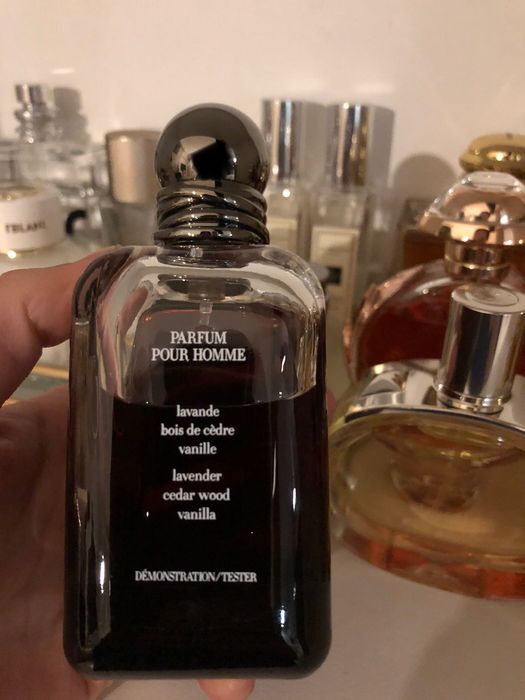 PARFUM
POUR HOMME
lavande
bois de cèdre
vanille
lavender
cedar wood
vanilla
DÉMONSTRATION/TESTER